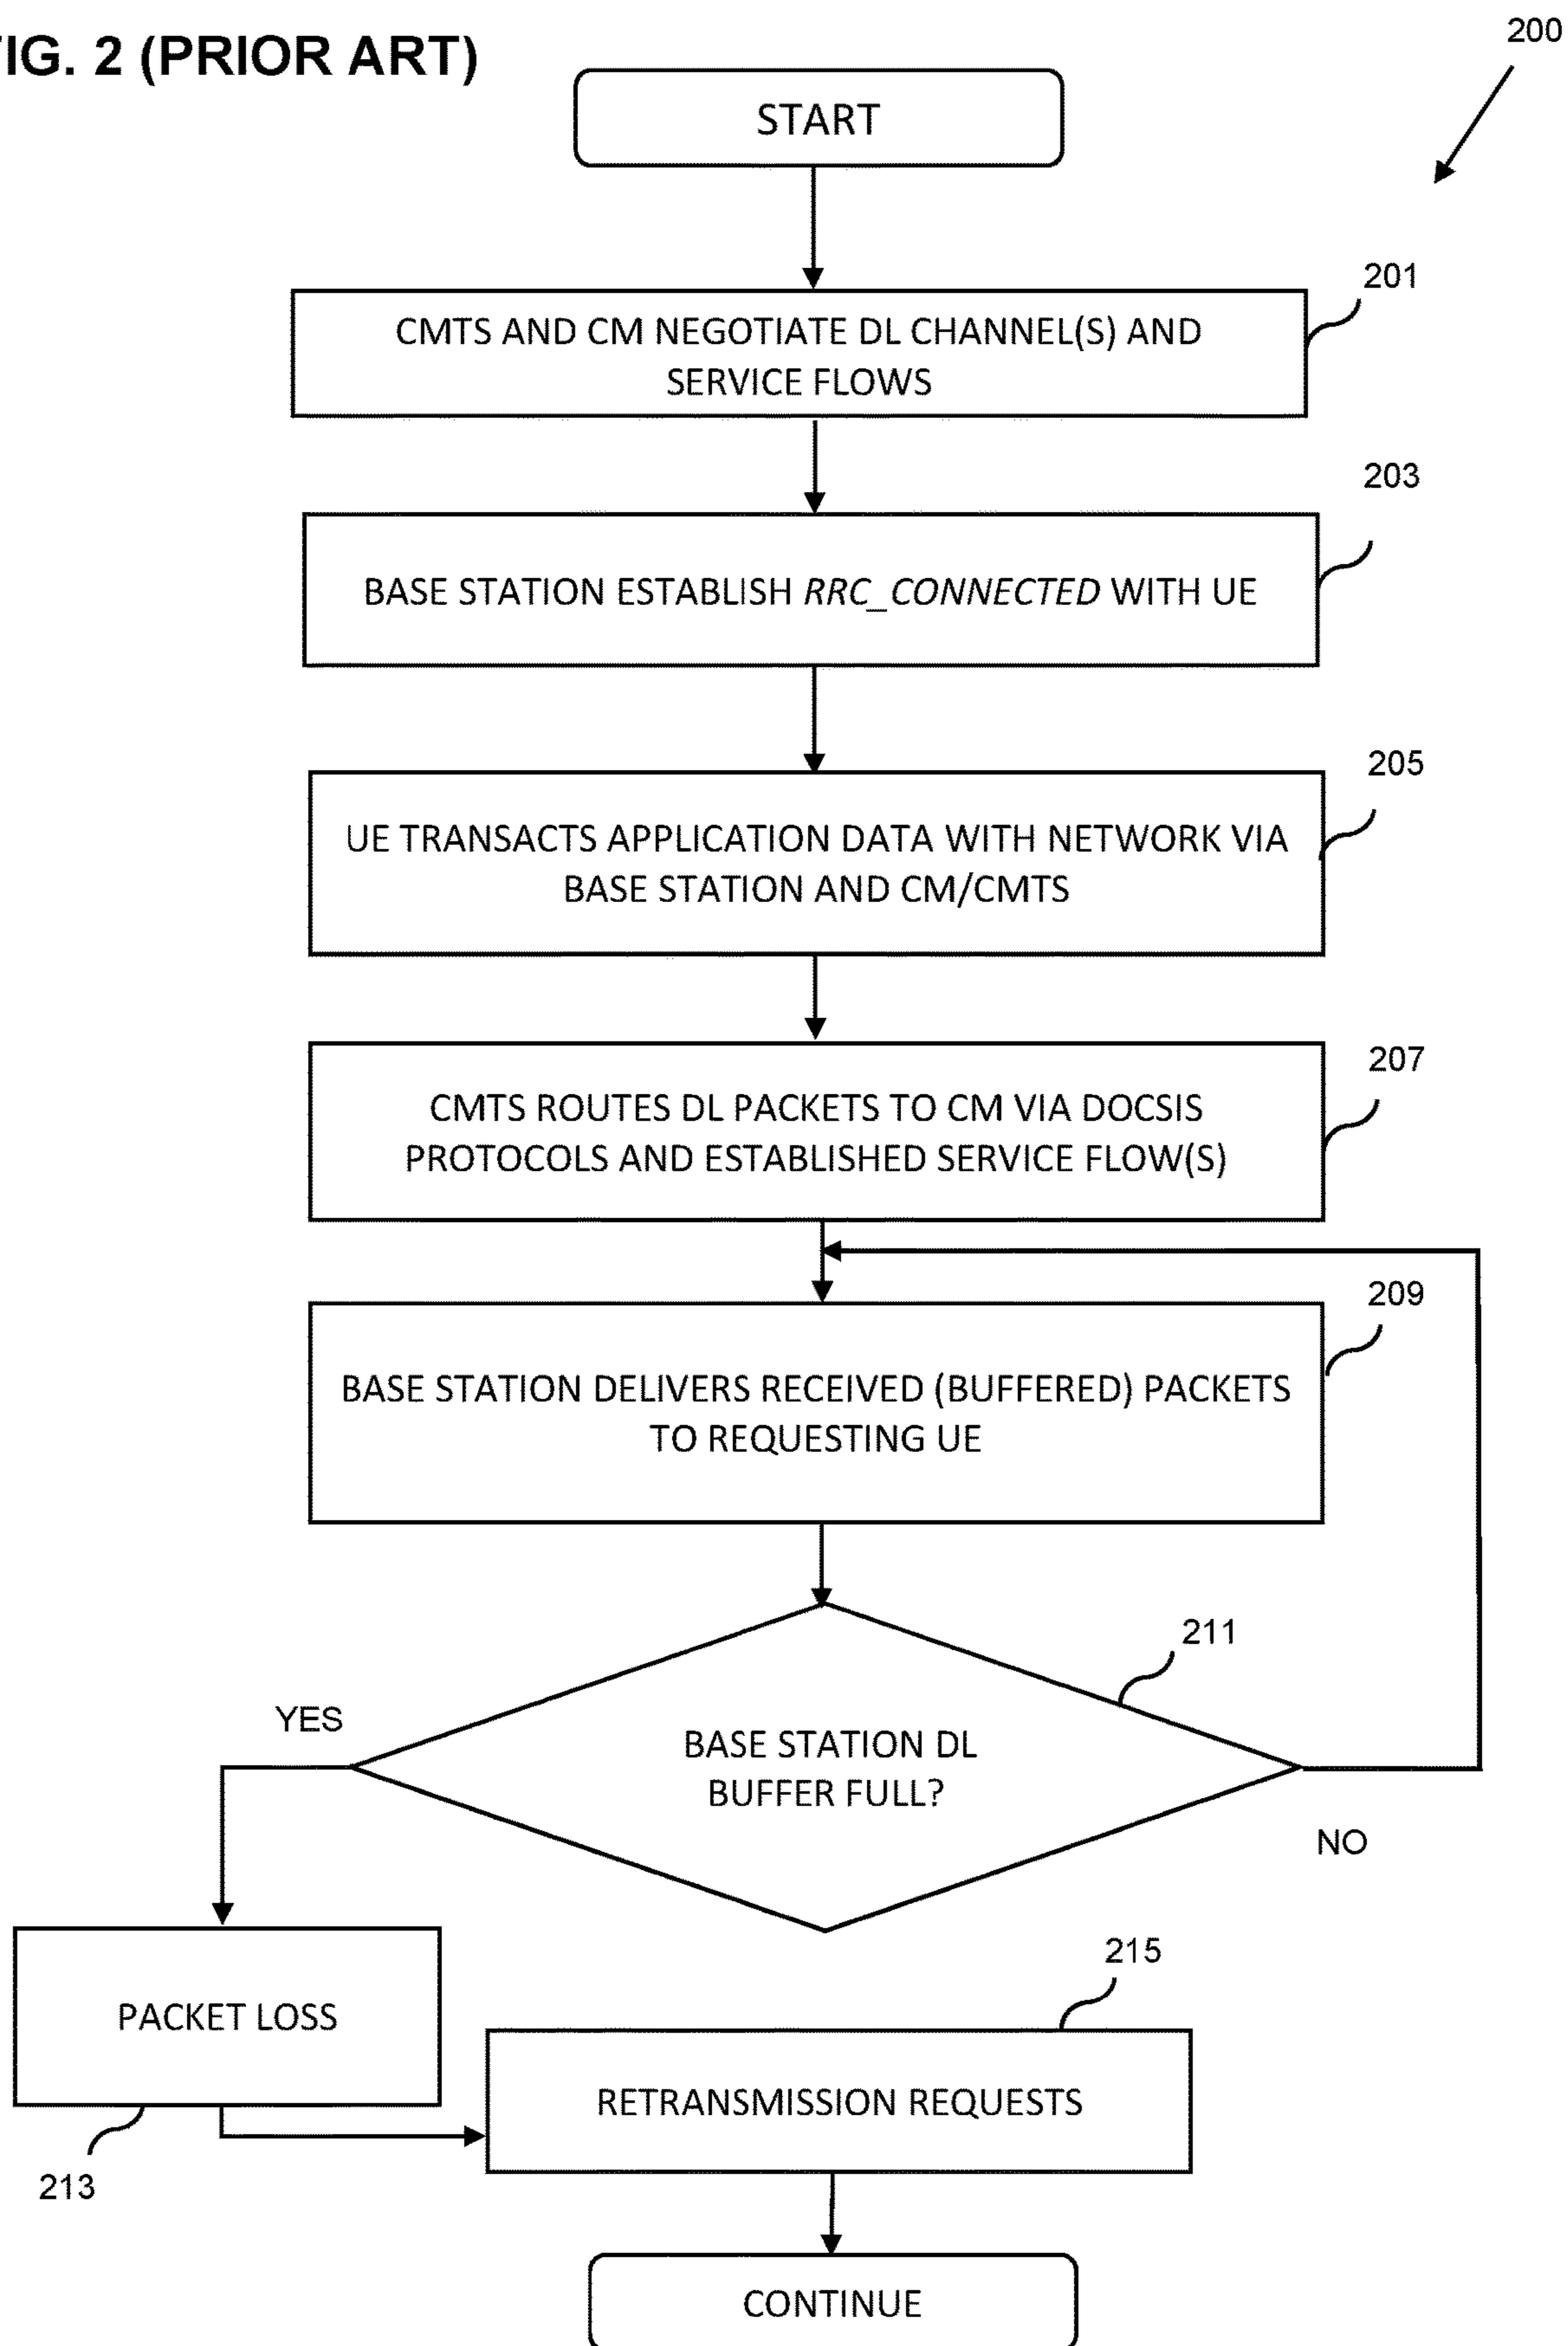 IG. 2 (PRIOR ART)
200
START
201
CMTS AND CM NEGOTIATE DL CHANNEL(S) AND
SERVICE FLOWS
203
BASE STATION ESTABLISH RRC_CONNECTED WITH UE
205
UE TRANSACTS APPLICATION DATA WITH NETWORK VIA
BASE STATION AND CM/CMTS
207
CMTS ROUTES DL PACKETS TO CM VIA DOCSIS
PROTOCOLS AND ESTABLISHED SERVICE FLOW(S)
209
BASE STATION DELIVERS RECEIVED (BUFFERED) PACKETS
TO REQUESTING UE
211
YES
BASE STATION DL
BUFFER FULL?
NO
215
PACKET LOSS
RETRANSMISSION REQUESTS
213
CONTINUE